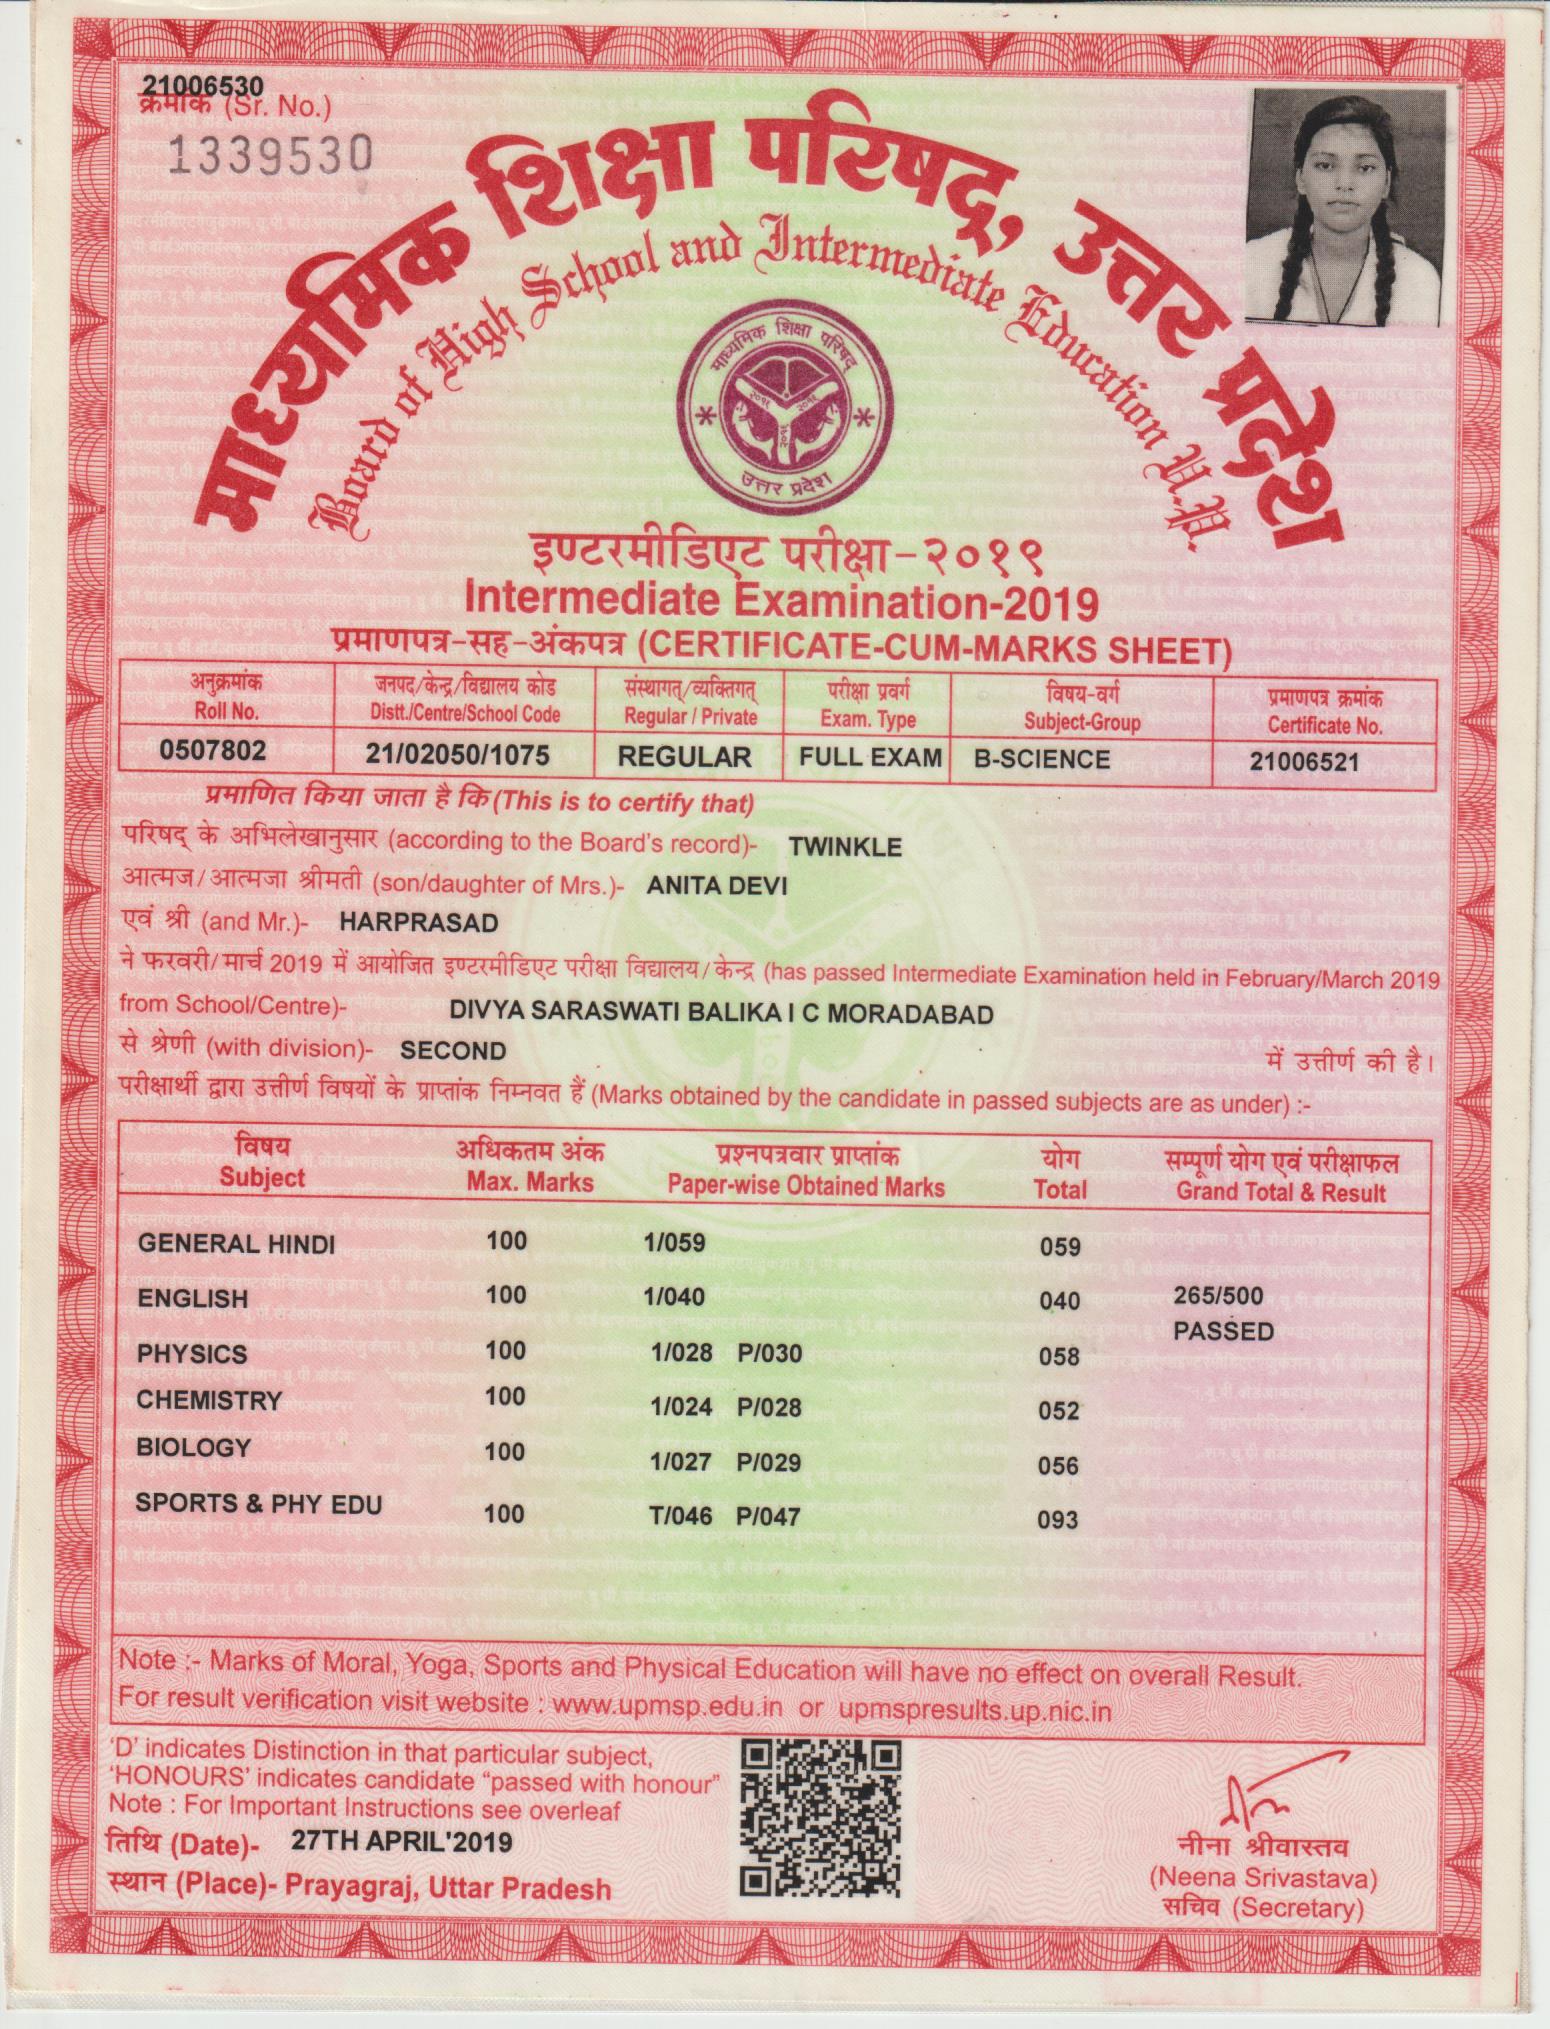 21006530
क्रमांक (Sr. No.)
1339530
माध्यमिक शिक्षा परिषद्, उत्तर प्रदेश
Board of High School and Intermediate Education U.P.
माध्यमिक शिक्षा परिषद
उत्तर प्रदेश
इण्टरमीडिएट परीक्षा-२०१९
Intermediate Examination-2019
प्रमाणपत्र-सह-अंकपत्र (CERTIFICATE-CUM-MARKS SHEET)
अनुक्रमांक जनपद/केन्द्र/विद्यालय कोड संस्थागत्/व्यक्तिगत् परीक्षा प्रवर्ग विषय-वर्ग प्रमाणपत्र क्रमांक
Roll No. Distt./Centre/School Code Regular / Private Exam. Type Subject-Group Certificate No.
0507802 21/02050/1075 REGULAR FULL EXAM B-SCIENCE 21006521
प्रमाणित किया जाता है कि (This is to certify that)
परिषद् के अभिलेखानुसार (according to the Board's record)- TWINKLE
आत्मज/आत्मजा श्रीमती (son/daughter of Mrs.)- ANITA DEVI
एवं श्री (and Mr.)- HARPRASAD
ने फरवरी/मार्च 2019 में आयोजित इण्टरमीडिएट परीक्षा विद्यालय/केन्द्र (has passed Intermediate Examination held in February/March 2019
from School/Centre)- DIVYA SARASWATI BALIKA I C MORADABAD
से श्रेणी (with division)- SECOND में उत्तीर्ण की है।
परीक्षार्थी द्वारा उत्तीर्ण विषयों के प्राप्तांक निम्नवत हैं (Marks obtained by the candidate in passed subjects are as under) :-
विषय अधिकतम अंक प्रश्नपत्रवार प्राप्तांक योग सम्पूर्ण योग एवं परीक्षाफल
Subject Max. Marks Paper-wise Obtained Marks Total Grand Total & Result
GENERAL HINDI 100 1/059 059
ENGLISH 100 1/040 040 265/500
PASSED
PHYSICS 100 1/028 P/030 058
CHEMISTRY 100 1/024 P/028 052
BIOLOGY 100 1/027 P/029 056
SPORTS & PHY EDU 100 T/046 P/047 093
Note :- Marks of Moral, Yoga, Sports and Physical Education will have no effect on overall Result.
For result verification visit website : www.upmsp.edu.in or upmspresults.up.nic.in
'D' indicates Distinction in that particular subject,
'HONOURS' indicates candidate "passed with honour"
Note : For Important Instructions see overleaf
तिथि (Date)- 27TH APRIL'2019
स्थान (Place)- Prayagraj, Uttar Pradesh
नीना श्रीवास्तव
(Neena Srivastava)
सचिव (Secretary)